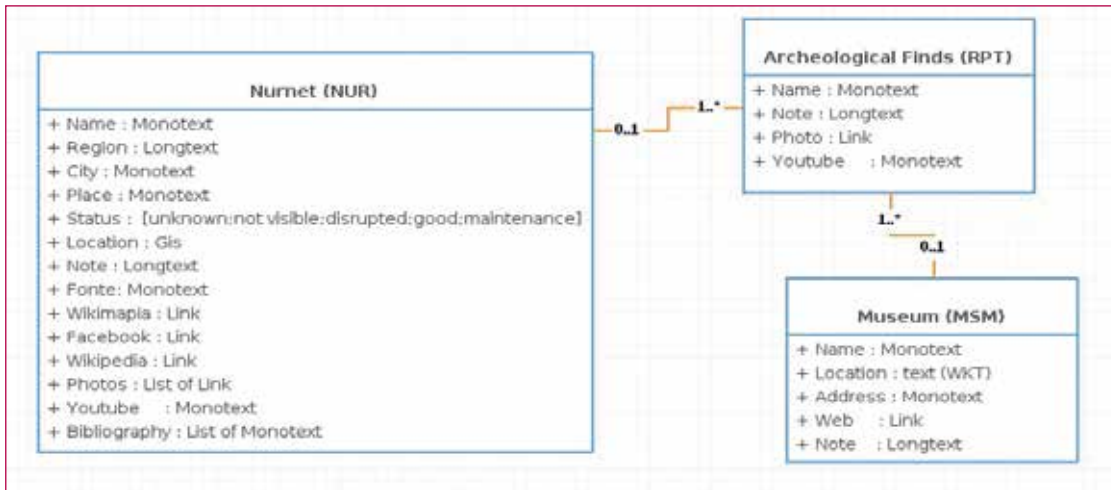 Nurnet (NUR)
+ Name : Monotext
+ Region : Longtext
+ City : Monotext
+ Place : Monotext
+ Status : [unknown;not visible;disrupted;good;maintenance]
+ Location : Gis
+ Note : Longtext
+ Fonte: Monotext
+ Wikimapia : Link
+ Facebook : Link
+ Wikipedia : Link
+ Photos : List of Link
+ Youtube : Monotext
+ Bibliography : List of Monotext
0..1
1..*
Archeological Finds (RPT)
+ Name : Monotext
+ Note : Longtext
+ Photo : Link
+ Youtube : Monotext
1..*
0..1
Museum (MSM)
+ Name : Monotext
+ Location : text (WKT)
+ Address : Monotext
+ Web : Link
+ Note : Longtext